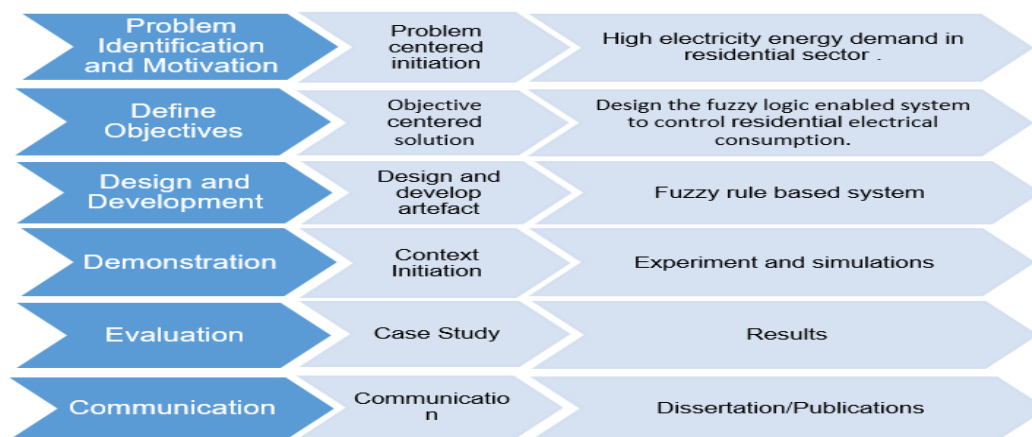 Problem
Identification
and Motivation
Problem
centered
initiation
High electricity energy demand in
residential sector .
Define
Objectives
Objective
centered
solution
Design the fuzzy logic enabled system
to control residential electrical
consumption.
Design and
Development
Design and
develop
artefact
Fuzzy rule based system
Demonstration
Context
Initiation
Experiment and simulations
Evaluation
Case Study
Results
Communication
Communicatio
n
Dissertation/Publications